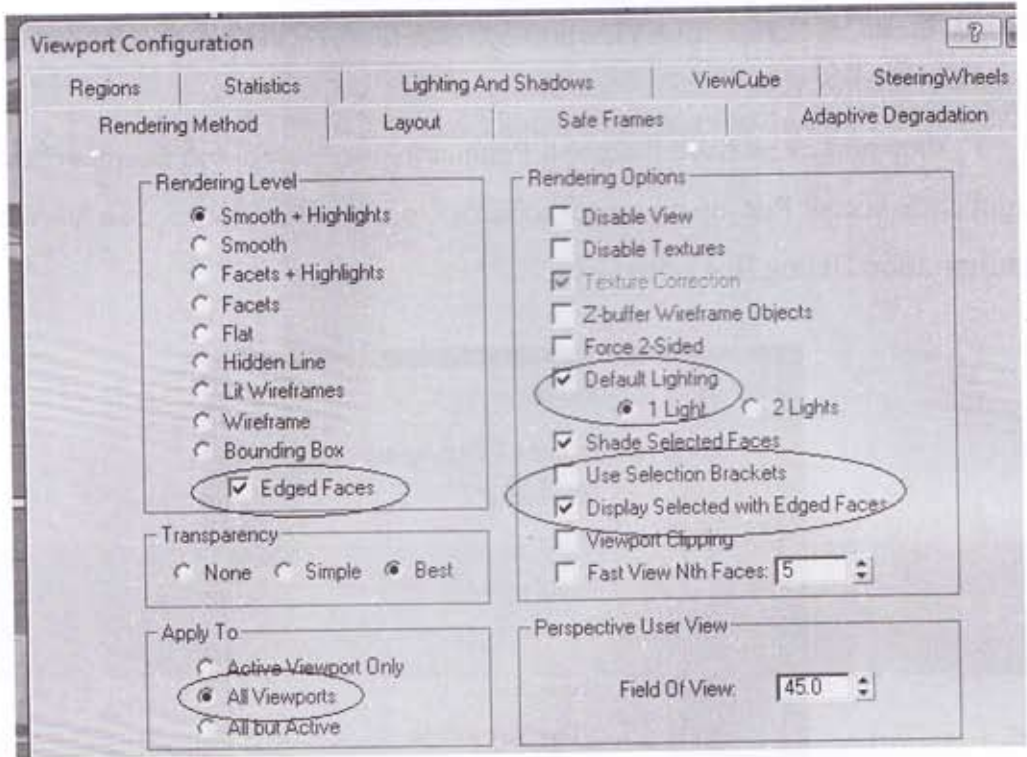 Viewport Configuration
?
Regions
Statistics
Lighting And Shadows
ViewCube
SteeringWheels
Rendering Method
Layout
Safe Frames
Adaptive Degradation
Rendering Level
Smooth + Highlights
Smooth
Facets + Highlights
Facets
Flat
Hidden Line
Lit Wireframes
Wireframe
Bounding Box
Edged Faces
Transparency
None Simple Best
Apply To
Active Viewport Only
All Viewports
All but Active
Rendering Options
Disable View
Disable Textures
Texture Correction
Z-buffer Wireframe Objects
Force 2-Sided
Default Lighting
1 Light 2 Lights
Shade Selected Faces
Use Selection Brackets
Display Selected with Edged Faces
Viewport Clipping
Fast View Nth Faces: 5
Perspective User View
Field Of View: 45.0